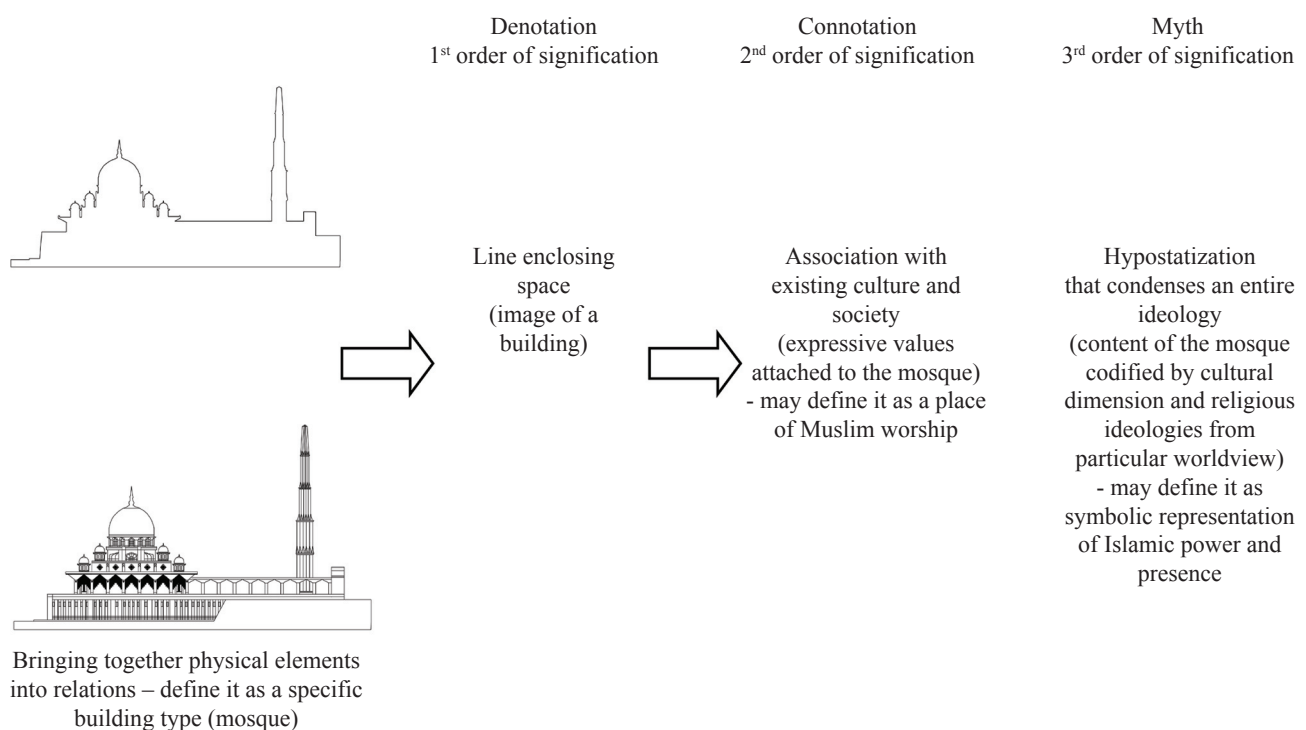 Denotation
1st order of signification
Connotation
2nd order of signification
Myth
3rd order of signification
Line enclosing
space
(image of a
building)
Association with
existing culture and
society
(expressive values
attached to the mosque)
- may define it as a place
of Muslim worship
Hypostatization
that condenses an entire
ideology
(content of the mosque
codified by cultural
dimension and religious
ideologies from
particular worldview)
- may define it as
symbolic representation
of Islamic power and
presence
Bringing together physical elements
into relations – define it as a specific
building type (mosque)